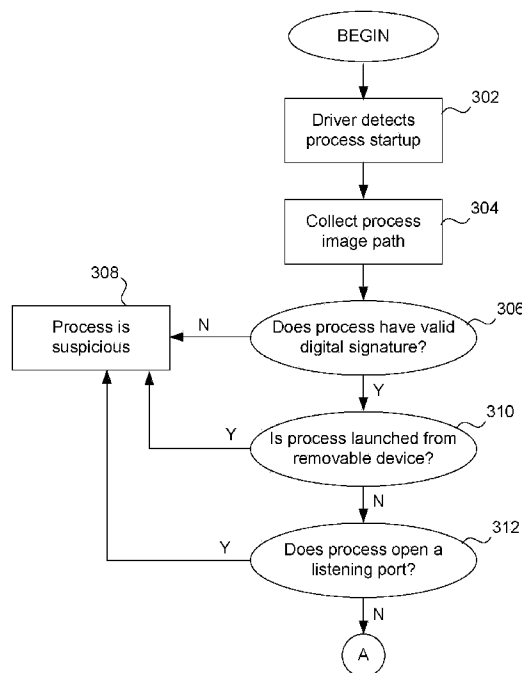 BEGIN
302
Driver detects
process startup
304
Collect process
image path
308
Process is
suspicious
N
306
Does process have valid
digital signature?
Y
310
Y
Is process launched from
removable device?
N
312
Y
Does process open a
listening port?
N
A